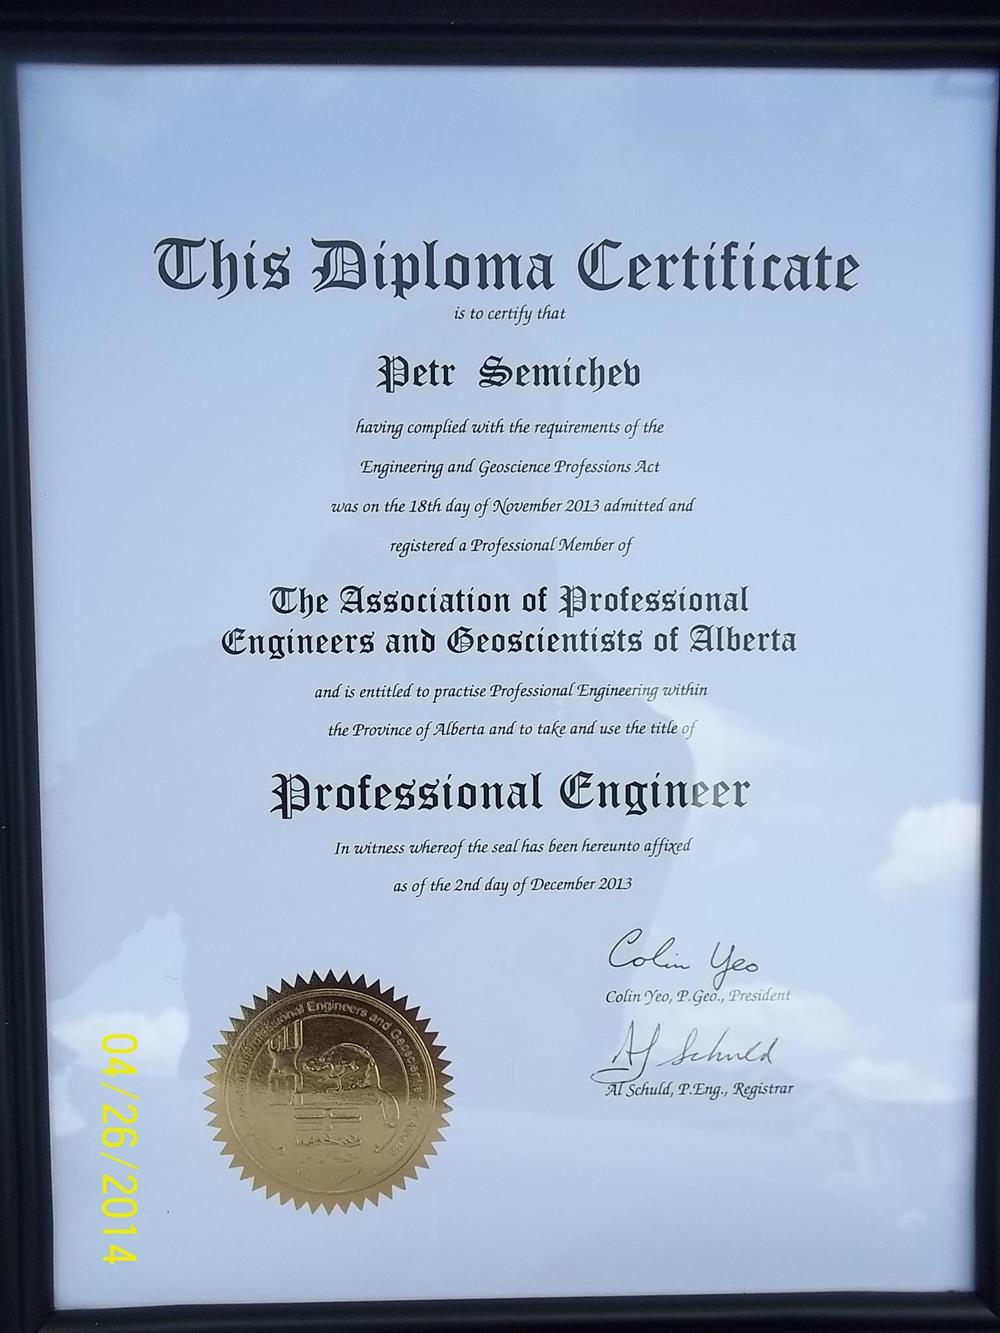 This Diploma Certificate
is to certify that
Petr Semichev
having complied with the requirements of the
Engineering and Geoscience Professions Act
was on the 18th day of November 2013 admitted and
registered a Professional Member of
The Association of Professional
Engineers and Geoscientists of Alberta
and is entitled to practise Professional Engineering within
the Province of Alberta and to take and use the title of
Professional Engineer
In witness whereof the seal has been hereunto affixed
as of the 2nd day of December 2013
Colin Yeo
Colin Yeo, P.Geo., President
Al Schuld
Al Schuld, P.Eng., Registrar
Professional Engineers and Geoscientists
04/26/2014